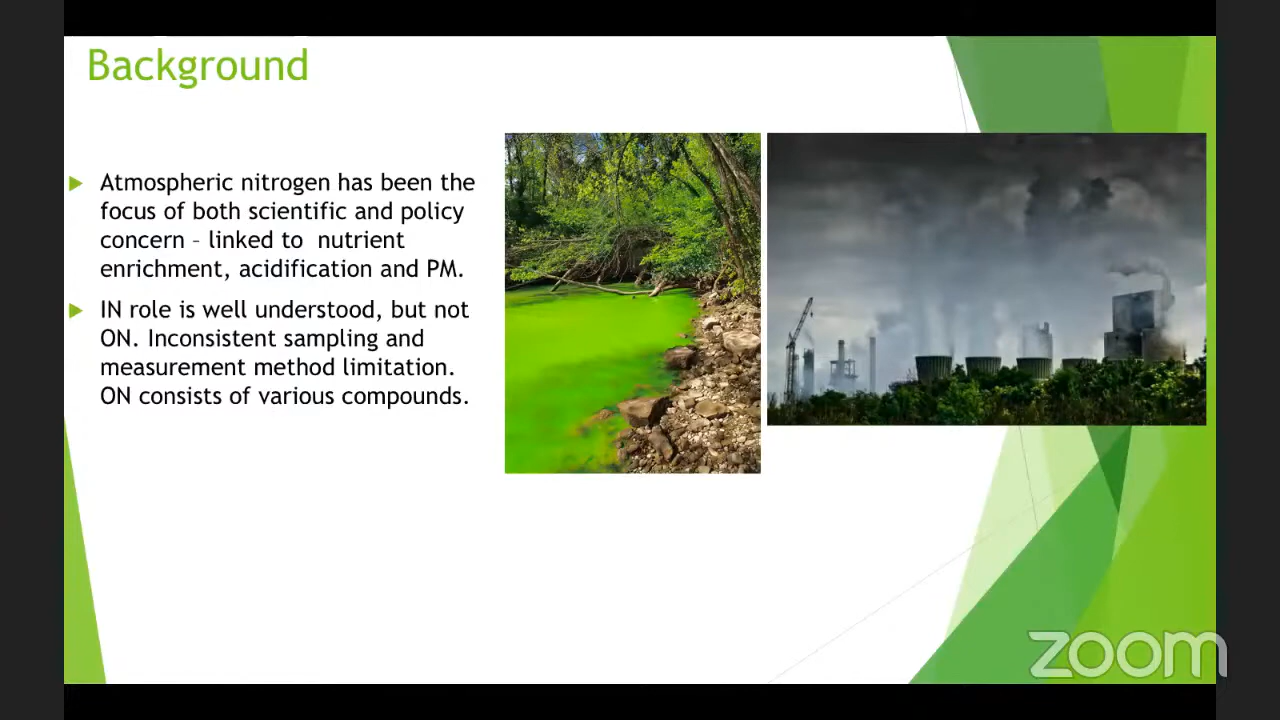 Background
Atmospheric nitrogen has been the
focus of both scientific and policy
concern – linked to  nutrient
enrichment, acidification and PM.
IN role is well understood, but not
ON. Inconsistent sampling and
measurement method limitation.
ON consists of various compounds.
zoom